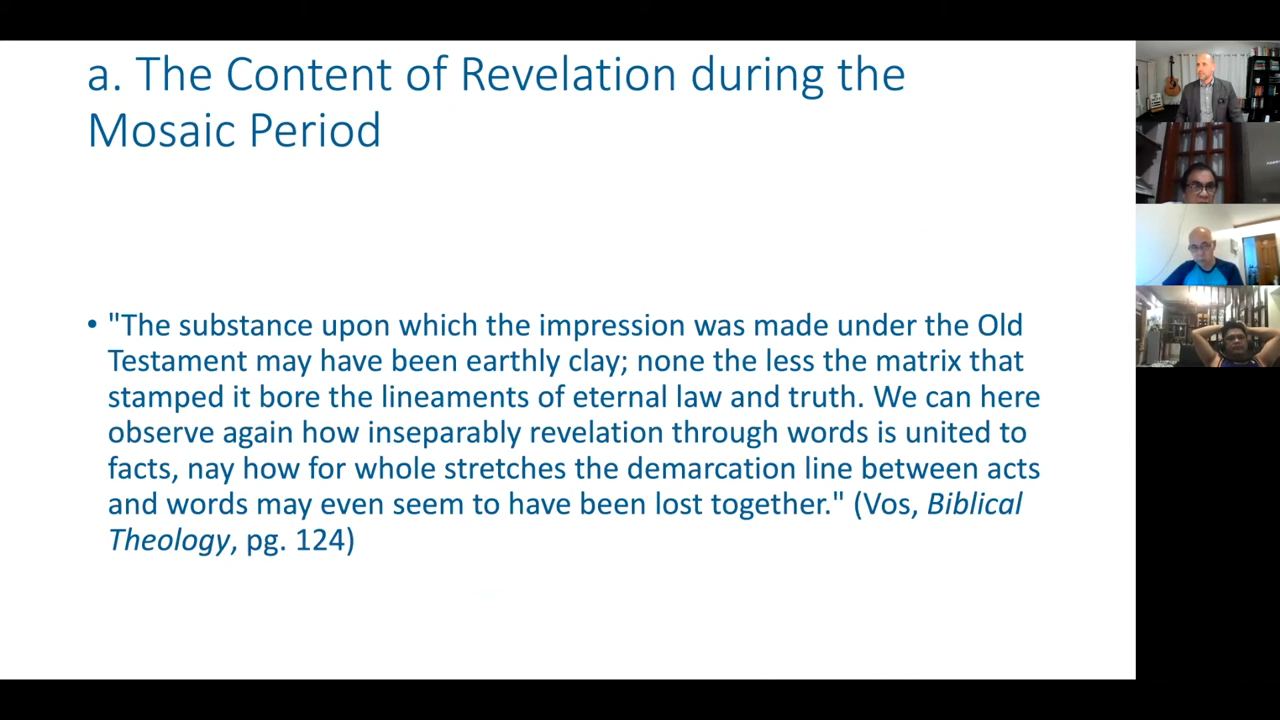 a. The Content of Revelation during the
Mosaic Period
• "The substance upon which the impression was made under the Old
Testament may have been earthly clay; none the less the matrix that
stamped it bore the lineaments of eternal law and truth. We can here
observe again how inseparably revelation through words is united to
facts, nay how for whole stretches the demarcation line between acts
and words may even seem to have been lost together." (Vos, Biblical
Theology, pg. 124)